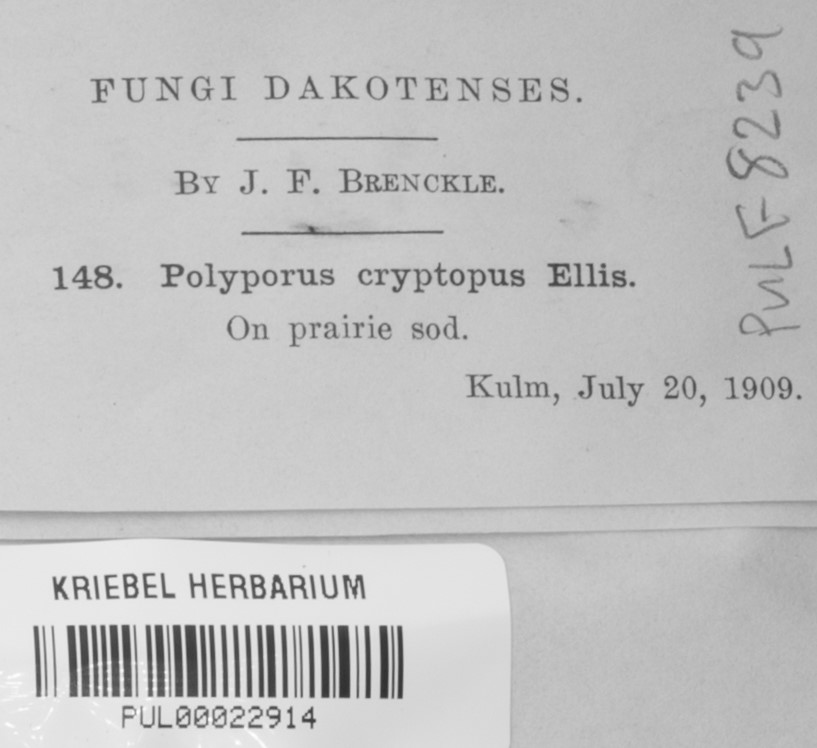 FUNGI DAKOTENSES.
BY J. F. BRENCKLE.
148. Polyporus cryptopus Ellis.
On prairie sod.
Kulm, July 20, 1909.
PUL F 8239
KRIEBEL HERBARIUM
PUL00022914